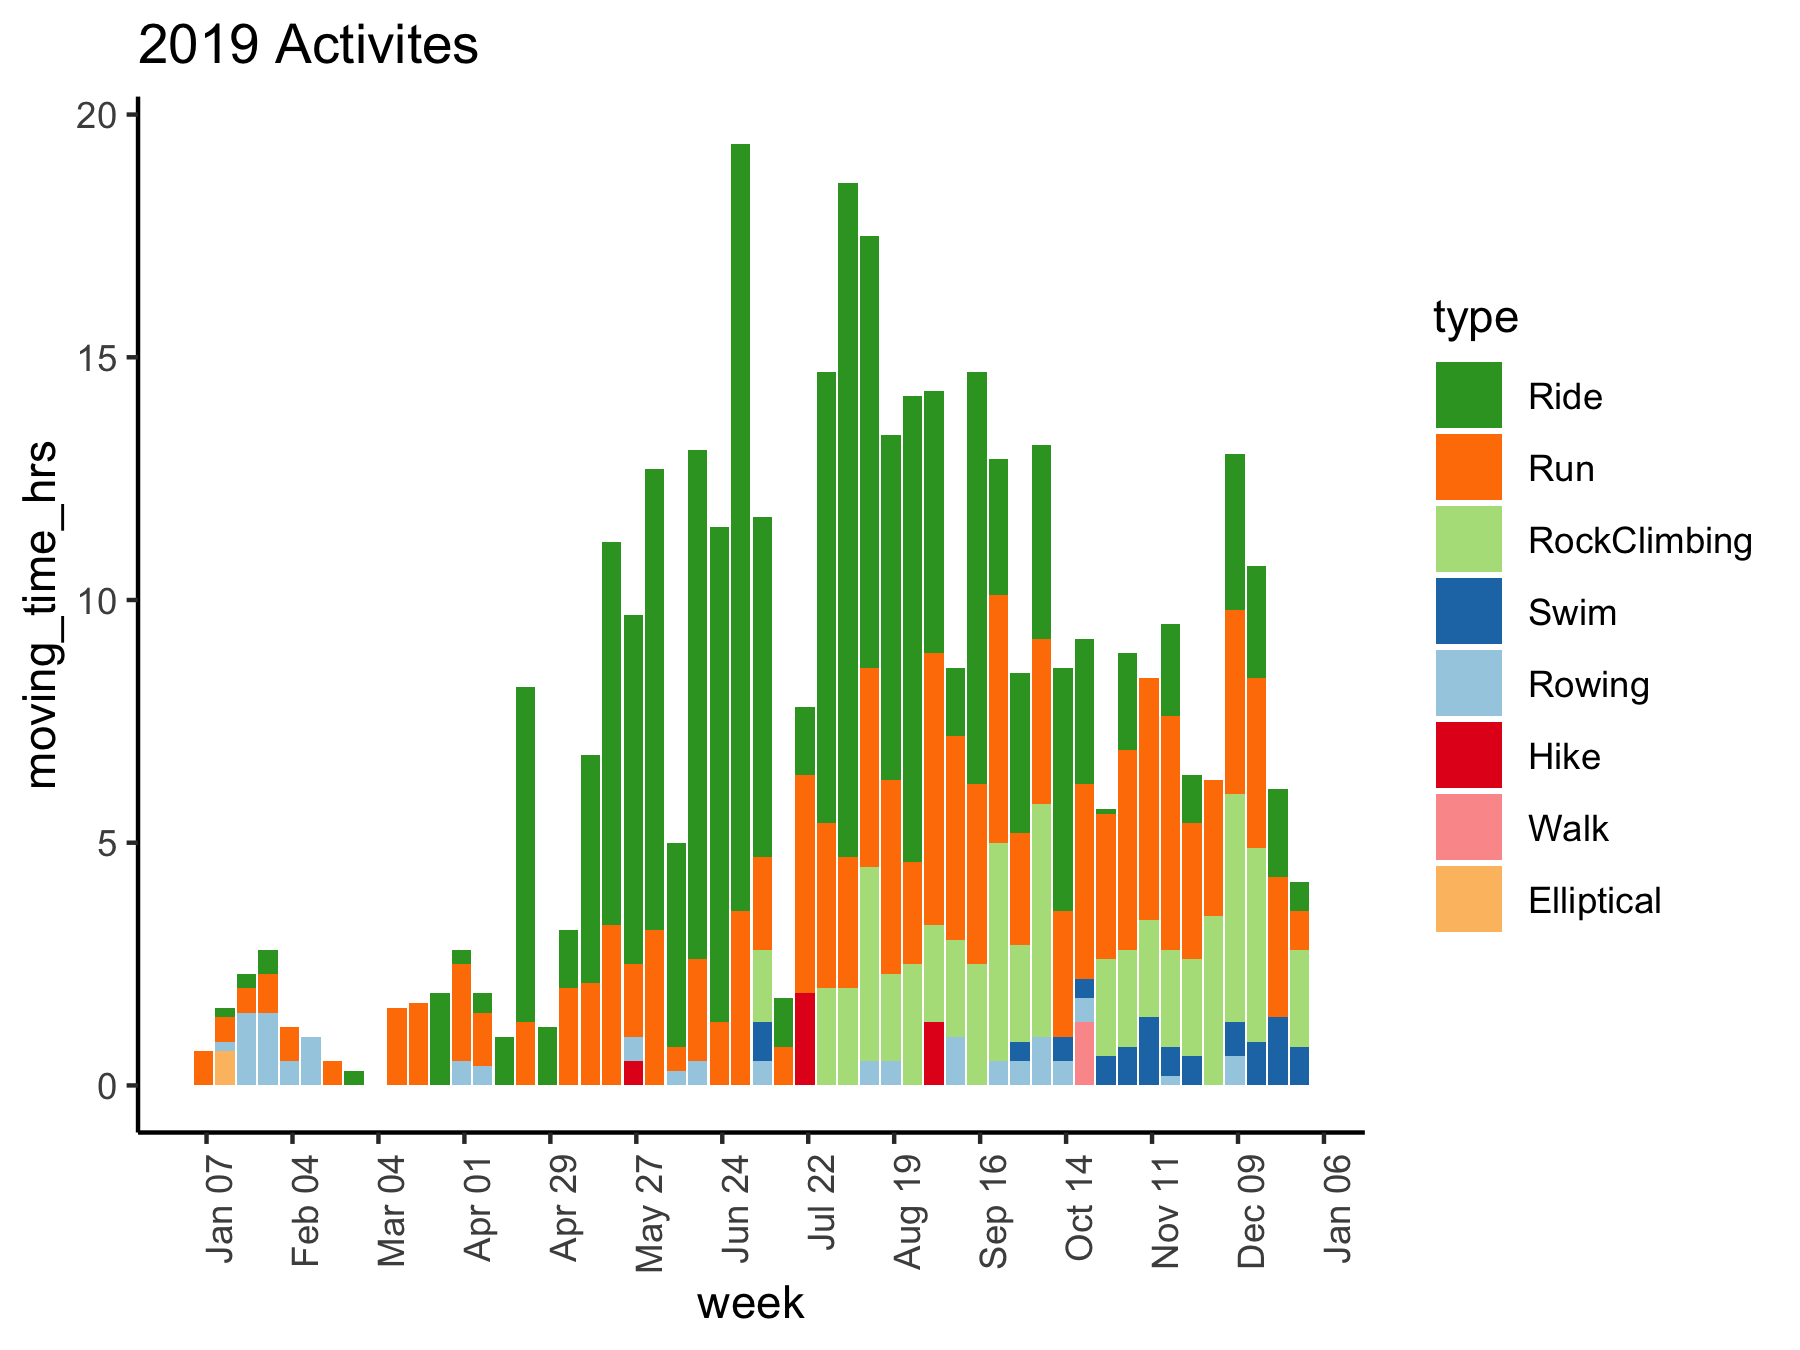 2019 Activites
20
15
10
5
0
moving_time_hrs
Jan 07
Feb 04
Mar 04
Apr 01
Apr 29
May 27
Jun 24
Jul 22
Aug 19
Sep 16
Oct 14
Nov 11
Dec 09
Jan 06
week
type
Ride
Run
RockClimbing
Swim
Rowing
Hike
Walk
Elliptical